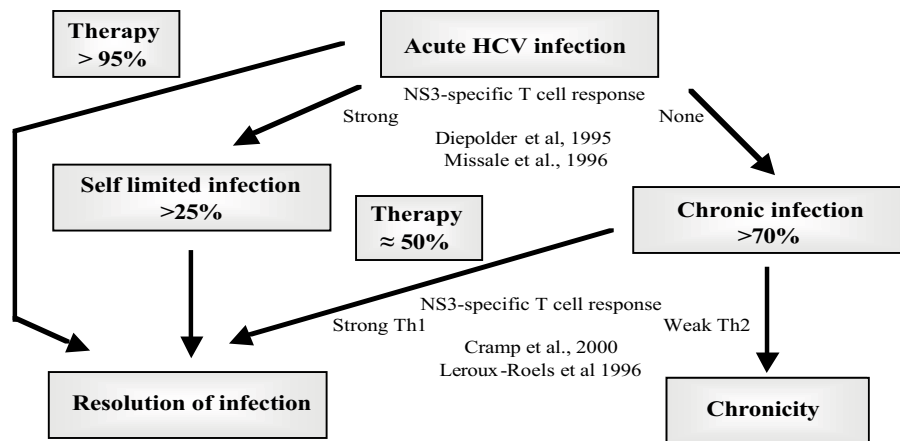 Therapy
> 95%
Acute HCV infection
NS3-specific T cell response
Strong
None
Diepolder et al, 1995
Missale et al., 1996
Self limited infection
>25%
Therapy
≈ 50%
Chronic infection
>70%
NS3-specific T cell response
Strong Th1
Weak Th2
Cramp et al., 2000
Leroux-Roels et al 1996
Resolution of infection
Chronicity